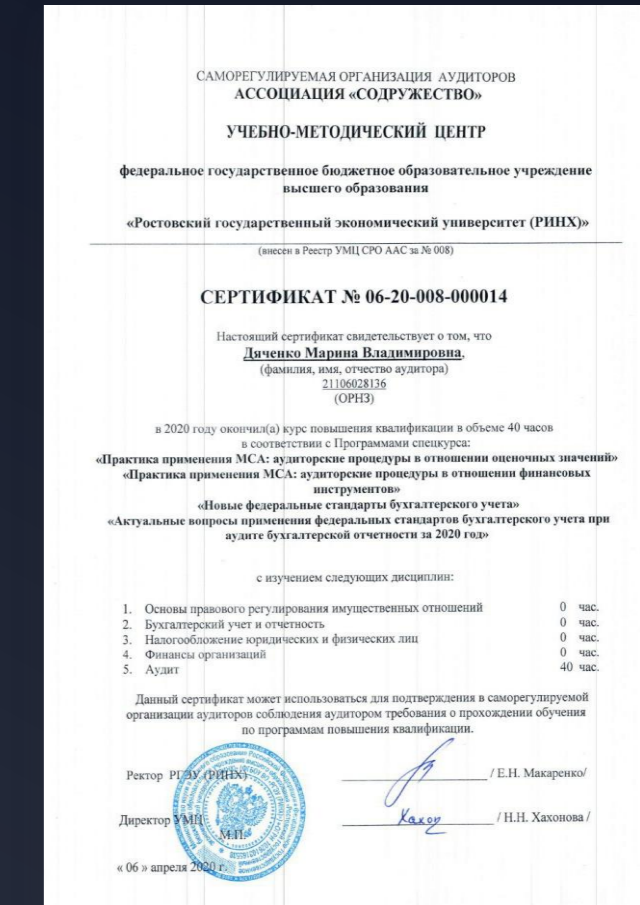 САМОРЕГУЛИРУЕМАЯ ОРГАНИЗАЦИЯ АУДИТОРОВ
АССОЦИАЦИЯ «СОДРУЖЕСТВО»
УЧЕБНО-МЕТОДИЧЕСКИЙ ЦЕНТР
федеральное государственное бюджетное образовательное учреждение
высшего образования
«Ростовский государственный экономический университет (РИНХ)»
(внесен в Реестр УМЦ СРО ААС за № 008)
СЕРТИФИКАТ № 06-20-008-000014
Настоящий сертификат свидетельствует о том, что
Дяченко Марина Владимировна,
(фамилия, имя, отчество аудитора)
21106028136
(ОРНЗ)
в 2020 году окончил(а) курс повышения квалификации в объеме 40 часов
в соответствии с Программами спецкурса:
«Практика применения МСА: аудиторские процедуры в отношении оценочных значений»
«Практика применения МСА: аудиторские процедуры в отношении финансовых
инструментов»
«Новые федеральные стандарты бухгалтерского учета»
«Актуальные вопросы применения федеральных стандартов бухгалтерского учета при
аудите бухгалтерской отчетности за 2020 год»
с изучением следующих дисциплин:
1. Основы правового регулирования имущественных отношений 0 час.
2. Бухгалтерский учет и отчетность 0 час.
3. Налогообложение юридических и физических лиц 0 час.
4. Финансы организаций 0 час.
5. Аудит 40 час.
Данный сертификат может использоваться для подтверждения в саморегулируемой
организации аудиторов соблюдения аудитором требования о прохождении обучения
по программам повышения квалификации.
Ректор РГЭУ (РИНХ) / Е.Н. Макаренко/
Директор УМЦ / Н.Н. Хахонова /
М.П.
« 06 » апреля 2020 г.